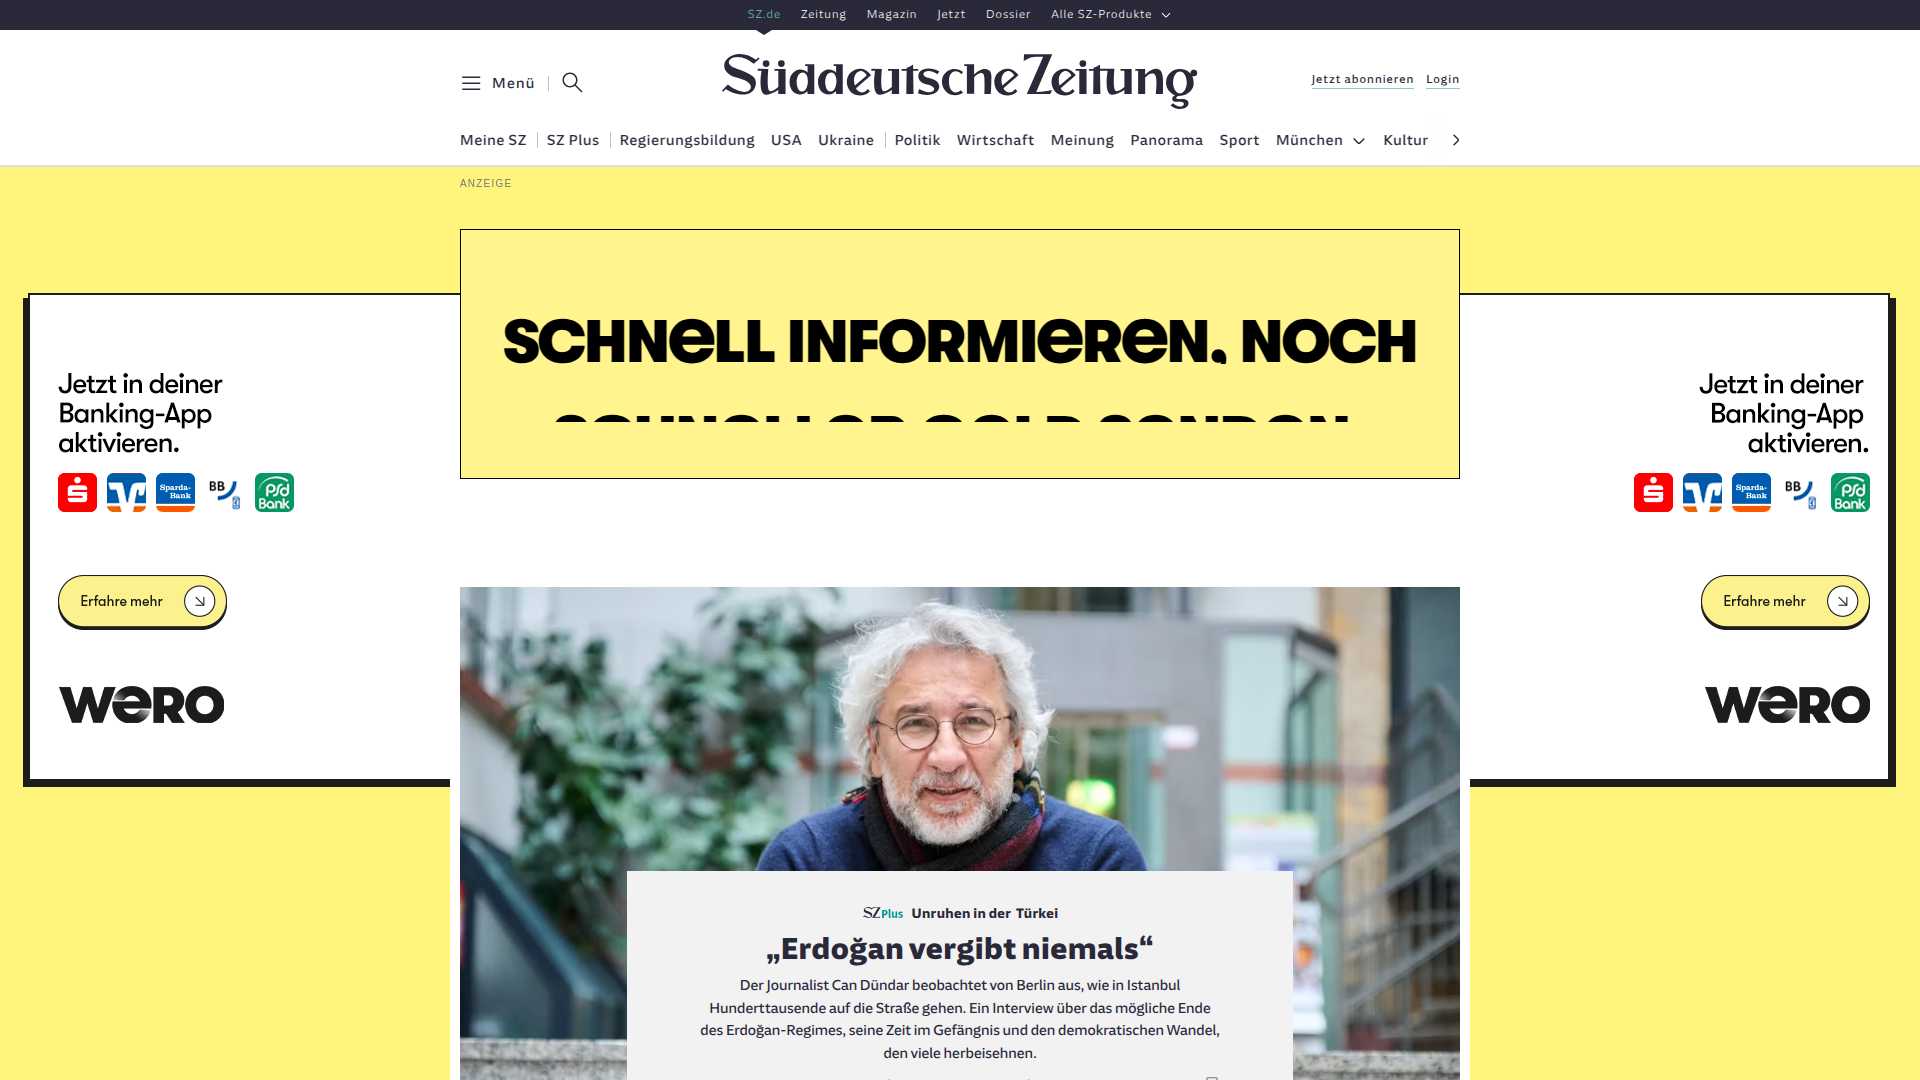 SZ.de Zeitung Magazin Jetzt Dossier Alle SZ-Produkte
Menü
Süddeutsche Zeitung
Jetzt abonnieren Login
Meine SZ SZ Plus Regierungsbildung USA Ukraine Politik Wirtschaft Meinung Panorama Sport München Kultur
ANZEIGE
SCHNELL INFORMIEREN, NOCH
Jetzt in deiner
Banking-App
aktivieren.
Sparda-
Bank
BB
psd
Bank
Erfahre mehr
wero
Jetzt in deiner
Banking-App
aktivieren.
Sparda-
Bank
BB
psd
Bank
Erfahre mehr
wero
SZ Plus Unruhen in der Türkei
„Erdoğan vergibt niemals“
Der Journalist Can Dündar beobachtet von Berlin aus, wie in Istanbul
Hunderttausende auf die Straße gehen. Ein Interview über das mögliche Ende
des Erdoğan-Regimes, seine Zeit im Gefängnis und den demokratischen Wandel,
den viele herbeisehnen.